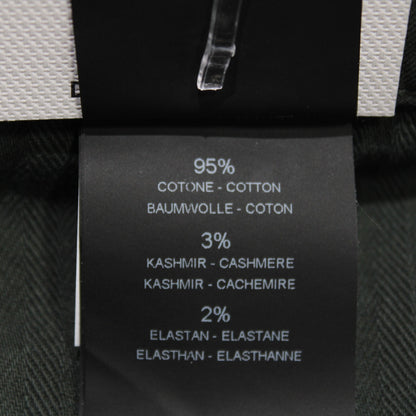 95%
COTONE - COTTON
BAUMWOLLE - COTON
3%
KASHMIR - CASHMERE
KASHMIR - CACHEMIRE
2%
ELASTAN - ELASTANE
ELASTHAN - ELASTHANNE